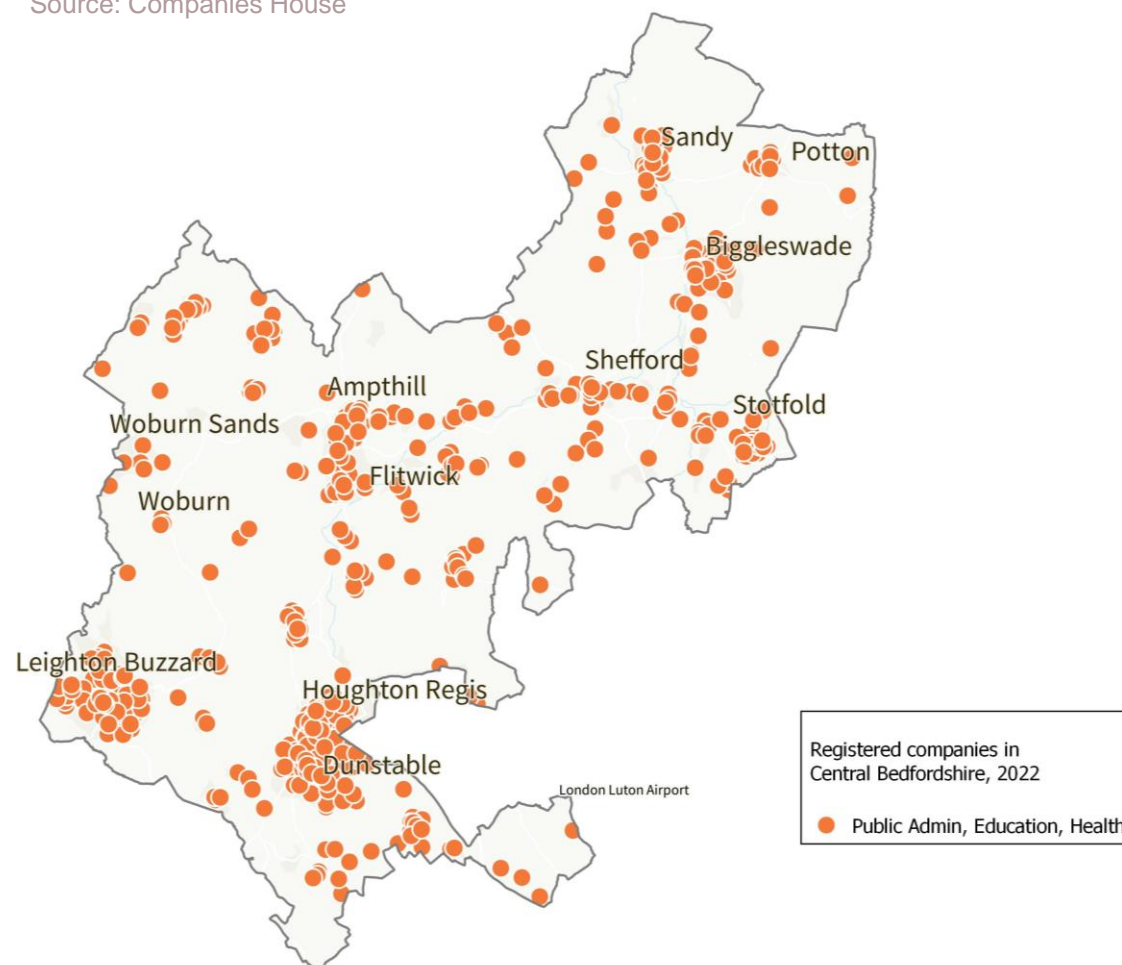 Source: Companies House
Sandy
Potton
Biggleswade
Shefford
Ampthill
Stotfold
Woburn Sands
Flitwick
Woburn
Leighton Buzzard
Houghton Regis
Dunstable
London Luton Airport
Registered companies in
Central Bedfordshire, 2022
Public Admin, Education, Health